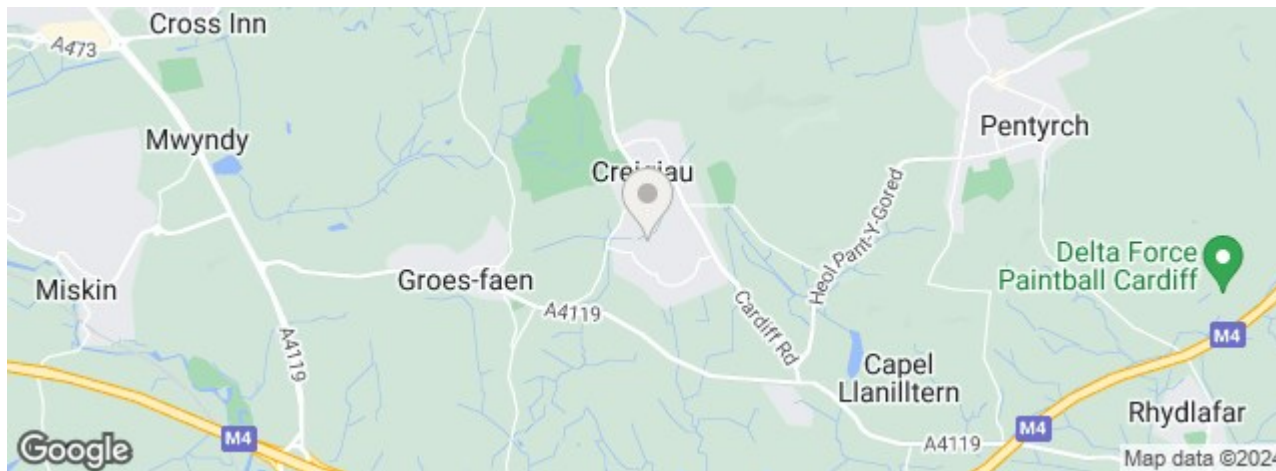 Cross Inn
A473
Mwyndy
Creigiau
Pentyrch
Heol Pant-Y-Gored
Delta Force
Paintball Cardiff
Groes-faen
Miskin
A4119
A4119
Cardiff Rd
M4
Capel
Llanilltern
Rhydlafar
M4
M4
A4119
Google
Map data ©2024